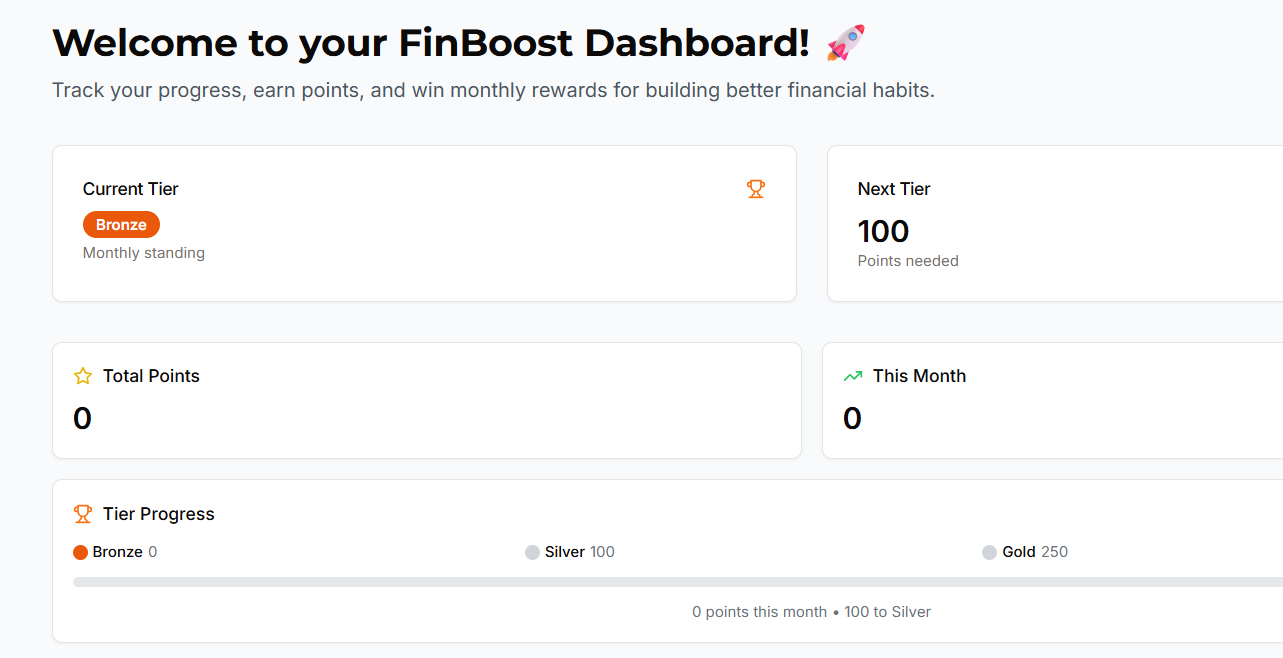 Welcome to your FinBoost Dashboard! 🚀
Track your progress, earn points, and win monthly rewards for building better financial habits.
Current Tier
Bronze
Monthly standing
Next Tier
100
Points needed
Total Points
0
This Month
0
Tier Progress
Bronze 0
Silver 100
Gold 250
0 points this month • 100 to Silver